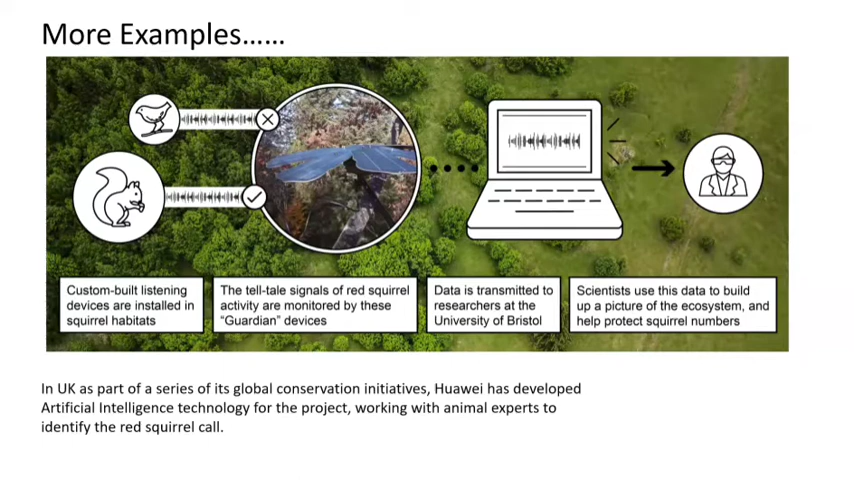 More Examples......
Custom-built listening
devices are installed in
squirrel habitats
The tell-tale signals of red squirrel
activity are monitored by these
“Guardian” devices
Data is transmitted to
researchers at the
University of Bristol
Scientists use this data to build
up a picture of the ecosystem, and
help protect squirrel numbers
In UK as part of a series of its global conservation initiatives, Huawei has developed
Artificial Intelligence technology for the project, working with animal experts to
identify the red squirrel call.